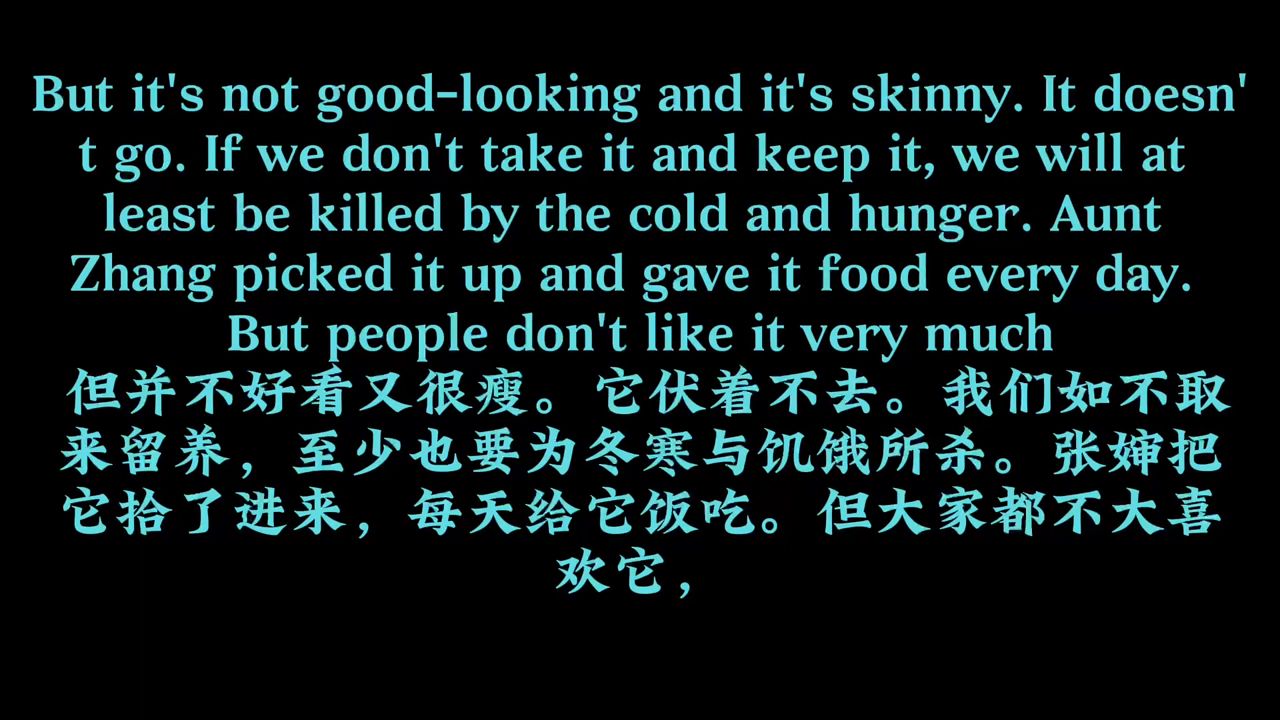 But it's not good-looking and it's skinny. It doesn'
t go. If we don't take it and keep it, we will at
least be killed by the cold and hunger. Aunt
Zhang picked it up and gave it food every day.
But people don't like it very much
但并不好看又很瘦。它伏着不去。我们如不取
来留养，至少也要为冬寒与饥饿所杀。张婶把
它拾了进来，每天给它饭吃。但大家都不大喜
欢它，